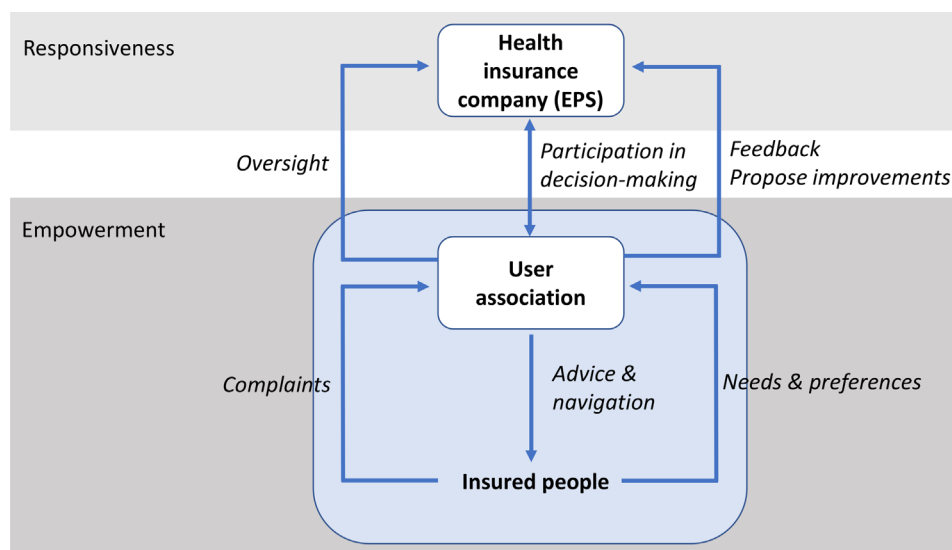 Responsiveness
Health
insurance
company (EPS)
Oversight
Participation in
decision-making
Feedback
Propose improvements
Empowerment
User
association
Complaints
Advice &
navigation
Needs & preferences
Insured people